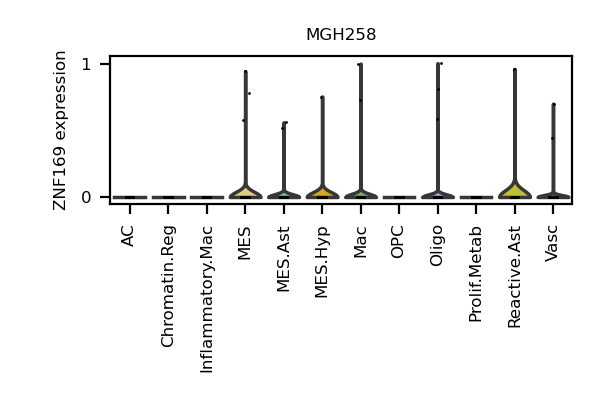 MGH258
ZNF169 expression
1
0
AC
Chromatin.Reg
Inflammatory.Mac
MES
MES.Ast
MES.Hyp
Mac
OPC
Oligo
Prolif.Metab
Reactive.Ast
Vasc